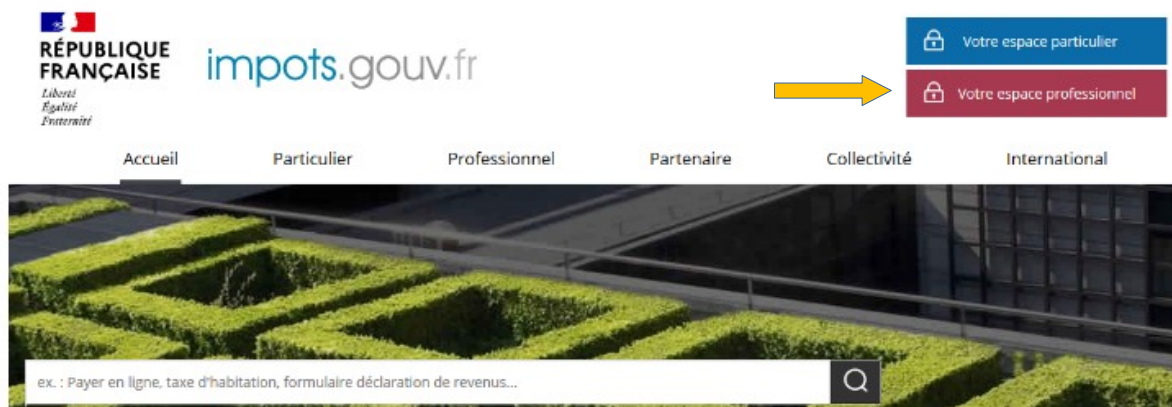 RÉPUBLIQUE
FRANÇAISE
Liberté
Égalité
Fraternité
impots.gouv.fr
Votre espace particulier
Votre espace professionnel
Accueil Particulier Professionnel Partenaire Collectivité International
ex. : Payer en ligne, taxe d'habitation, formulaire déclaration de revenus...